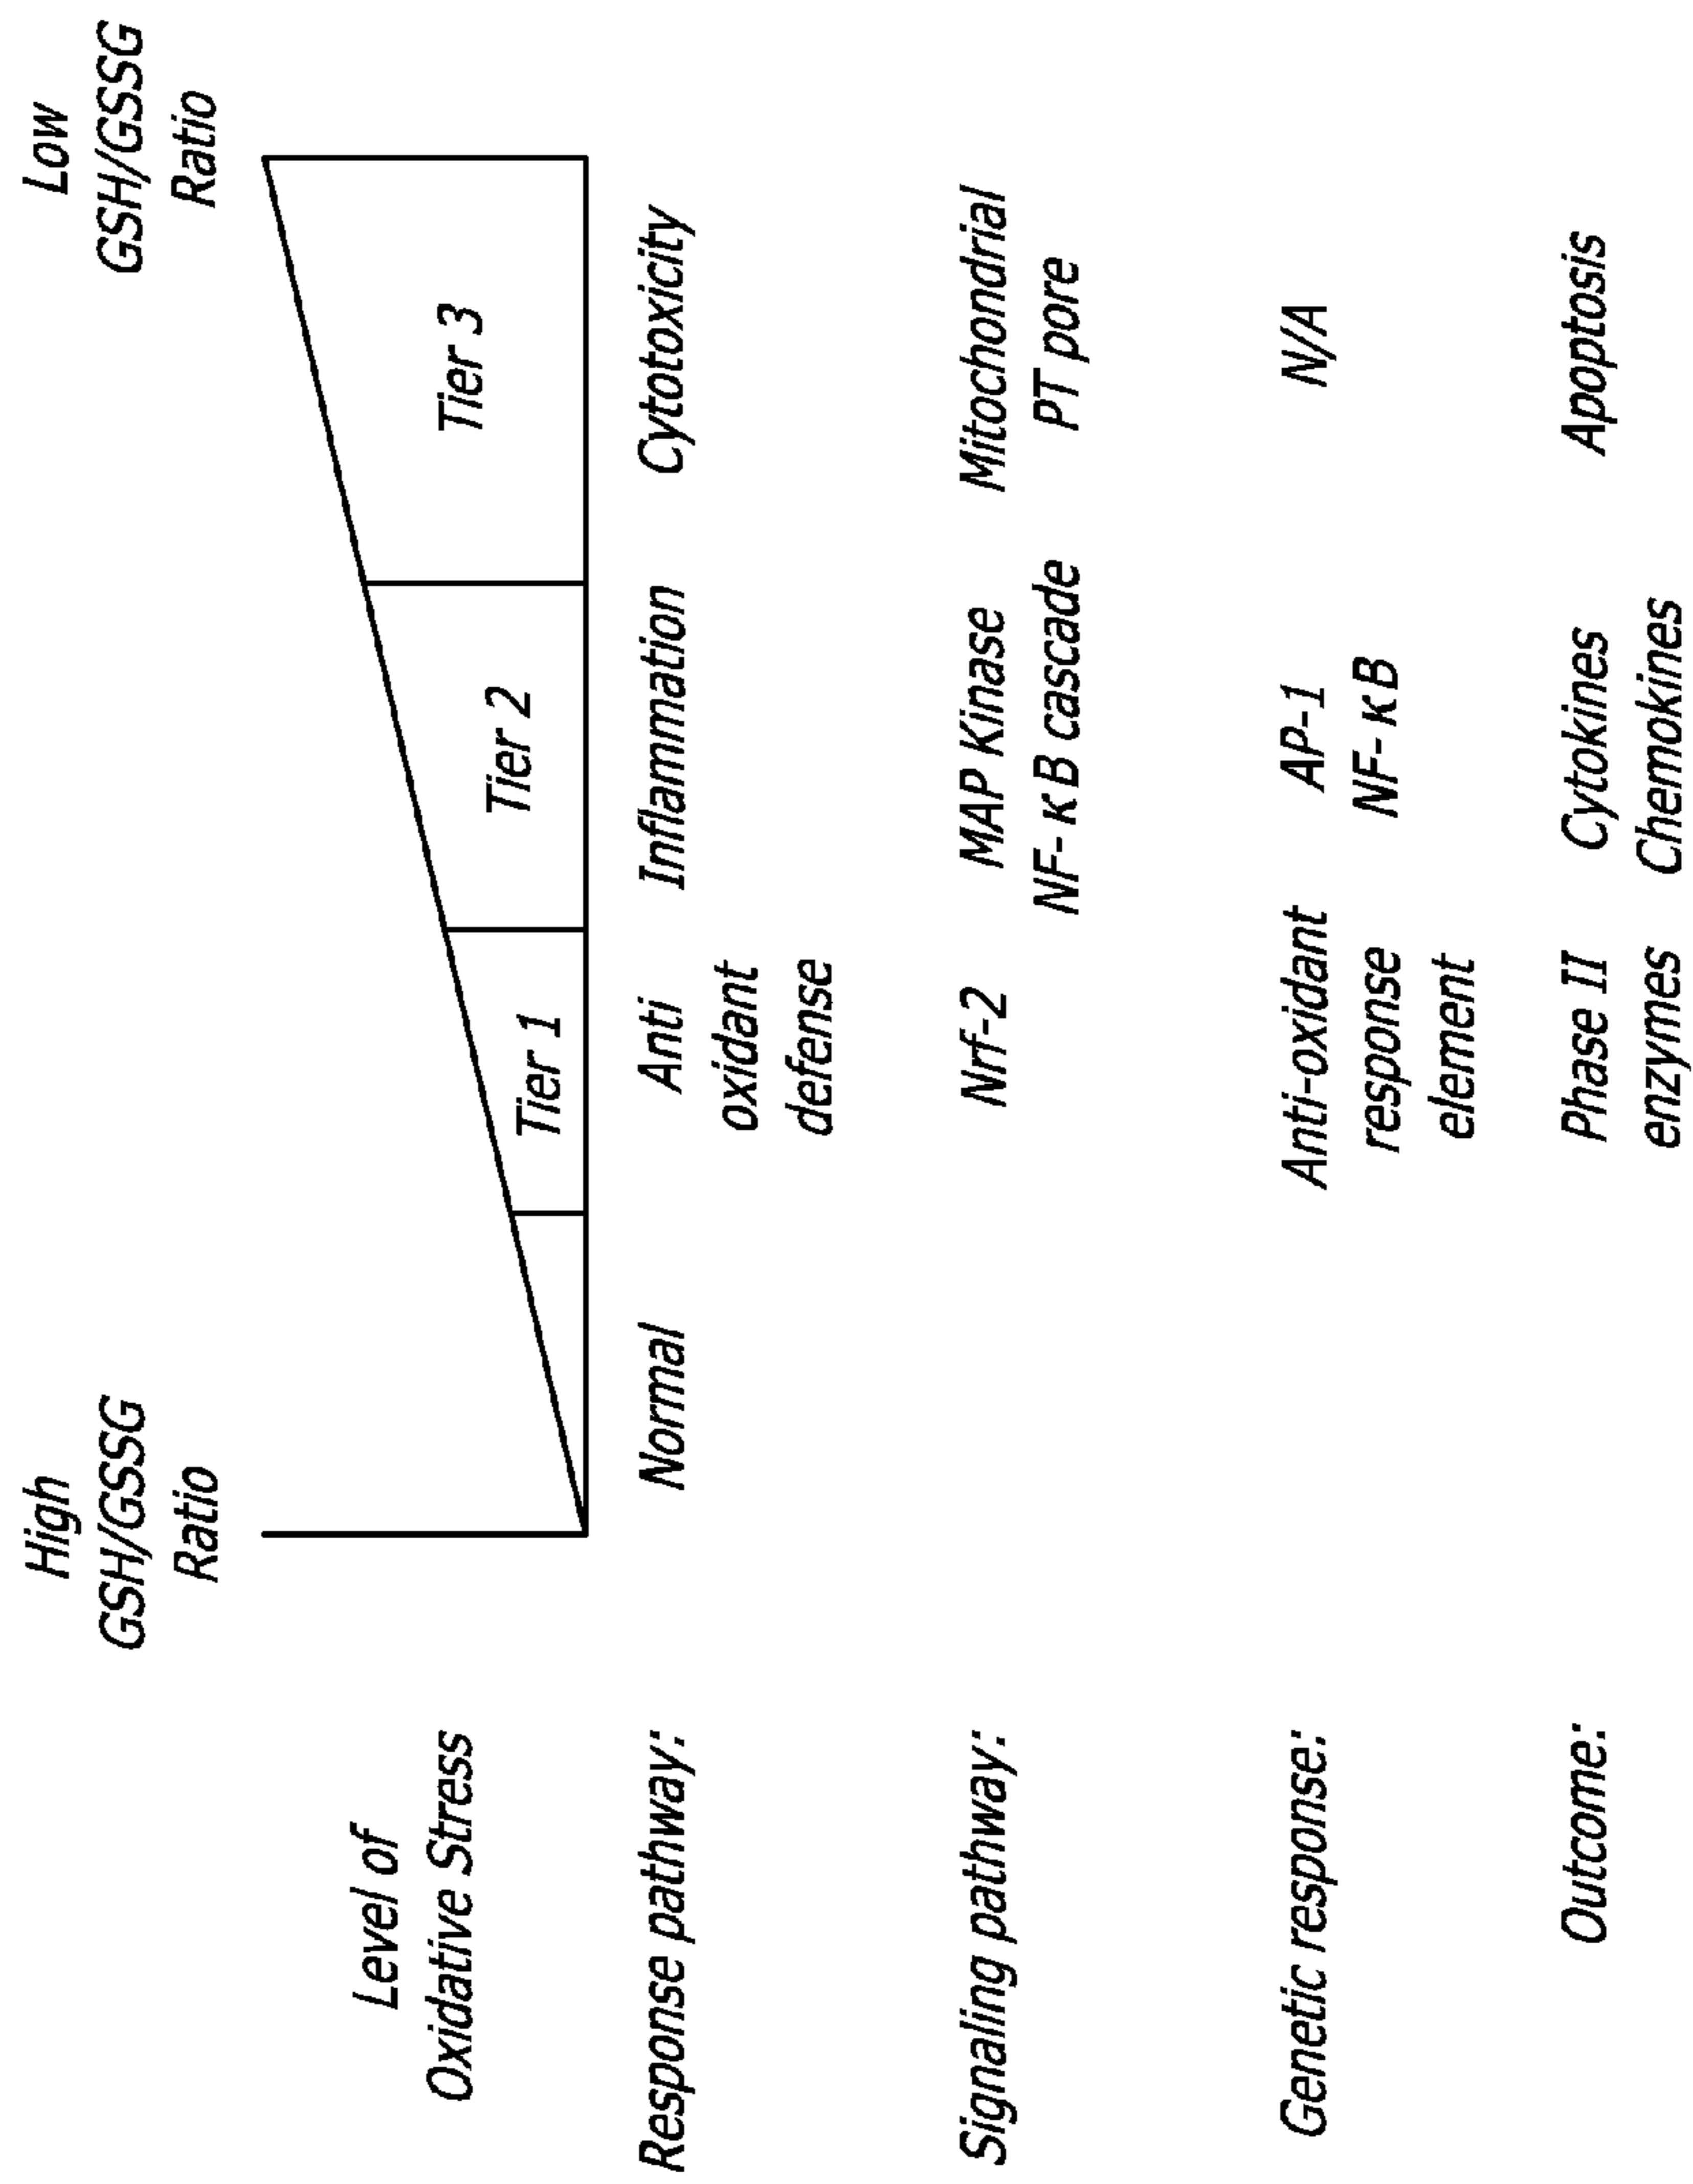 High
GSH/GSSG
Ratio
Low
GSH/GSSG
Ratio
Level of
Oxidative Stress
Tier 1
Tier 2
Tier 3
Response pathway:
Normal
Anti
oxidant
defense
Inflammation
Cytotoxicity
Signaling pathway:
Nrf-2
MAP Kinase
NF-κB cascade
Mitochondrial
PT pore
Genetic response:
Anti-oxidant
response
element
AP-1
NF-κB
N/A
Outcome:
Phase II
enzymes
Cytokines
Chemokines
Apoptosis